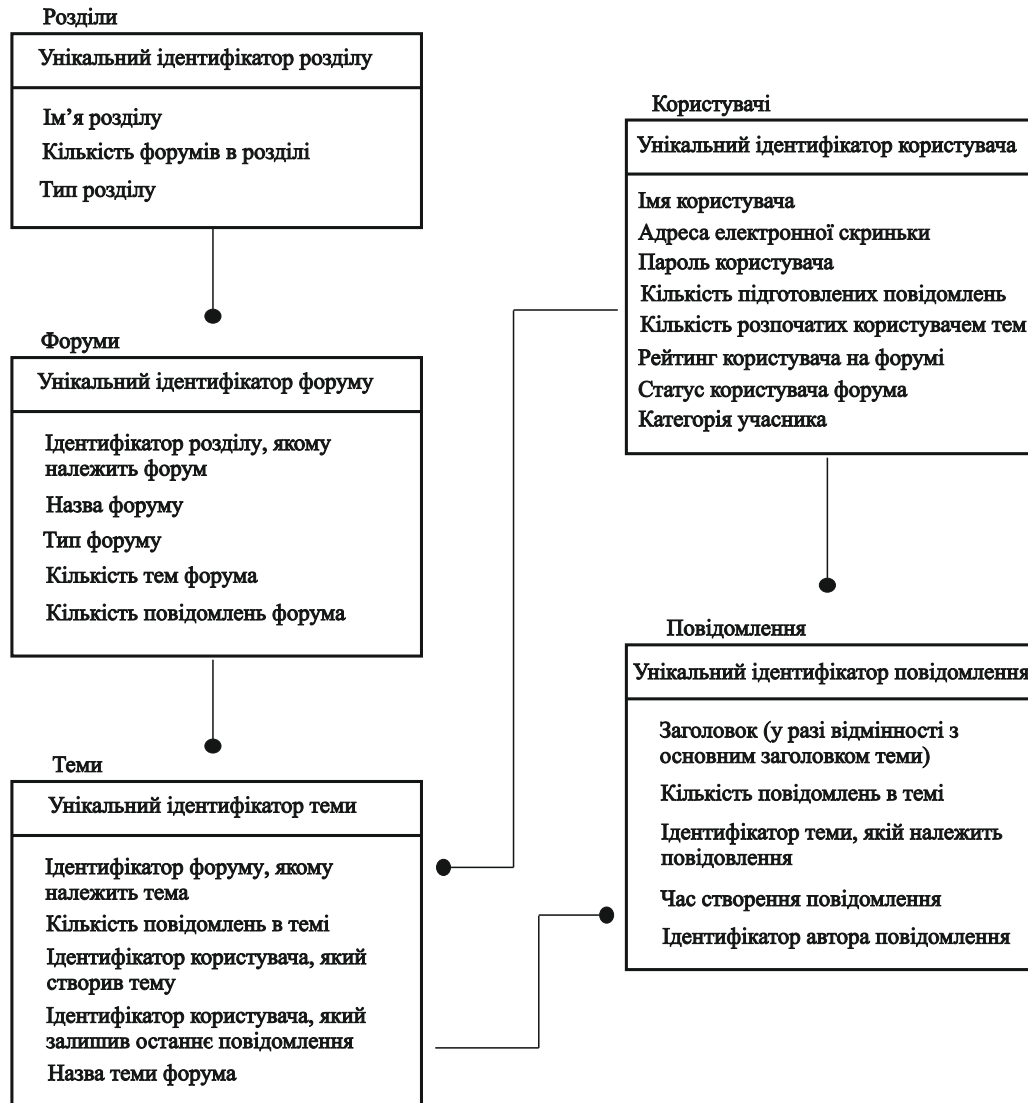 Розділи
Унікальний ідентифікатор розділу
Ім’я розділу
Кількість форумів в розділі
Тип розділу
Форуми
Унікальний ідентифікатор форуму
Ідентифікатор розділу, якому
належить форум
Назва форуму
Тип форуму
Кількість тем форума
Кількість повідомлень форума
Теми
Унікальний ідентифікатор теми
Ідентифікатор форуму, якому
належить тема
Кількість повідомлень в темі
Ідентифікатор користувача, який
створив тему
Ідентифікатор користувача, який
залишив останнє повідомлення
Назва теми форума
Користувачі
Унікальний ідентифікатор користувача
Імя користувача
Адреса електронної скриньки
Пароль користувача
Кількість підготовлених повідомлень
Кількість розпочатих користувачем тем
Рейтинг користувача на форумі
Статус користувача форума
Категорія учасника
Повідомлення
Унікальний ідентифікатор повідомлення
Заголовок (у разі відмінності з
основним заголовком теми)
Кількість повідомлень в темі
Ідентифікатор теми, якій належить
повідовлення
Час створення повідомлення
Ідентифікатор автора повідомлення